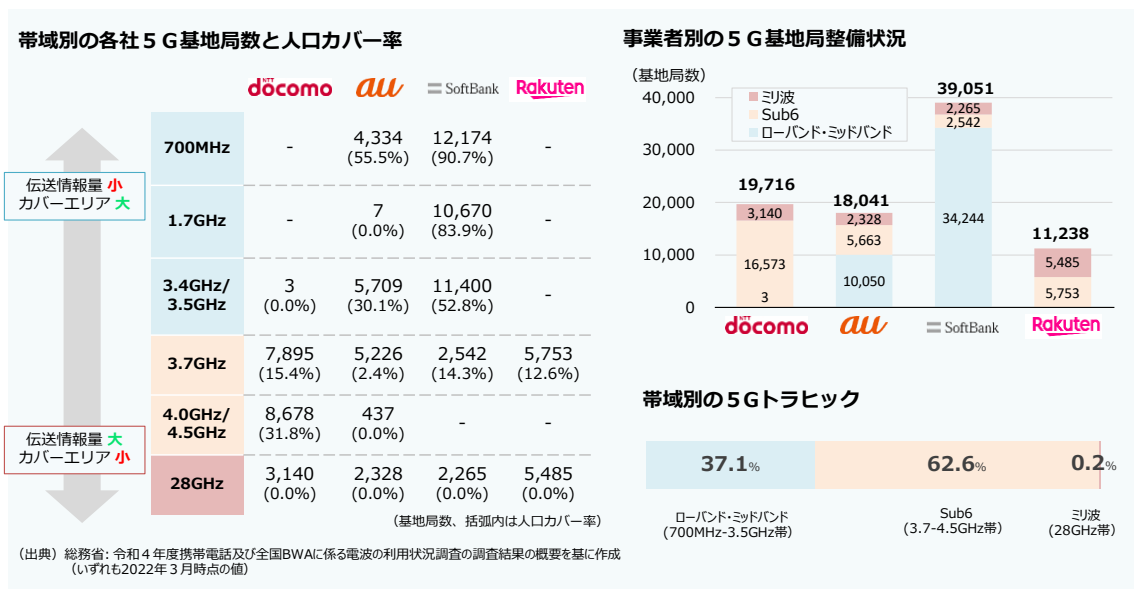 帯域別の各社５G基地局数と人口カバー率
NTT
döcomo au SoftBank Rakuten
伝送情報量 小
カバーエリア 大
700MHz - 4,334 12,174 -
(55.5%) (90.7%)
1.7GHz - 7 10,670 -
(0.0%) (83.9%)
3.4GHz/ 3 5,709 11,400 -
3.5GHz (0.0%) (30.1%) (52.8%)
3.7GHz 7,895 5,226 2,542 5,753
(15.4%) (2.4%) (14.3%) (12.6%)
4.0GHz/ 8,678 437 - -
4.5GHz (31.8%) (0.0%)
伝送情報量 大
カバーエリア 小
28GHz 3,140 2,328 2,265 5,485
(0.0%) (0.0%) (0.0%) (0.0%)
（基地局数、括弧内は人口カバー率）
（出典）総務省: 令和４年度携帯電話及び全国BWAに係る電波の利用状況調査の調査結果の概要を基に作成
（いずれも2022年３月時点の値）
事業者別の５G基地局整備状況
（基地局数）
40,000
30,000
20,000
10,000
0
ミリ波
Sub6
ローバンド・ミッドバンド
19,716
3,140
16,573
3
18,041
2,328
5,663
10,050
39,051
2,265
2,542
34,244
11,238
5,485
5,753
NTT
döcomo au SoftBank Rakuten
帯域別の５Gトラヒック
37.1% 62.6% 0.2%
ローバンド・ミッドバンド
(700MHz-3.5GHz帯)
Sub6
(3.7-4.5GHz帯)
ミリ波
(28GHz帯)